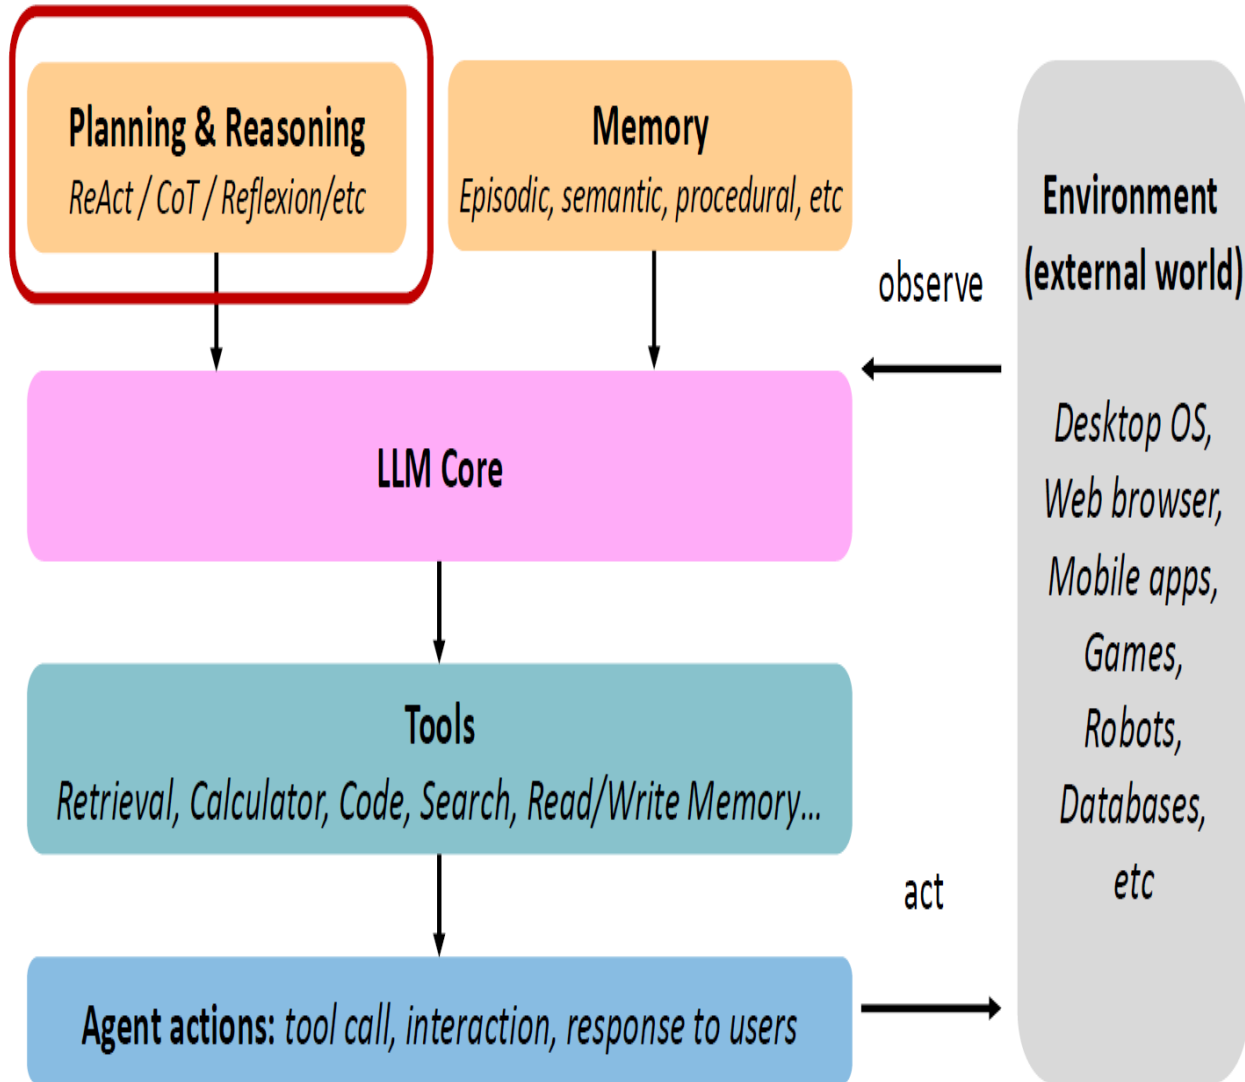 Planning & Reasoning
ReAct / CoT / Reflexion/etc
Memory
Episodic, semantic, procedural, etc
observe
Environment
(external world)
Desktop OS,
Web browser,
Mobile apps,
Games,
Robots,
Databases,
etc
LLM Core
Tools
Retrieval, Calculator, Code, Search, Read/Write Memory...
act
Agent actions: tool call, interaction, response to users